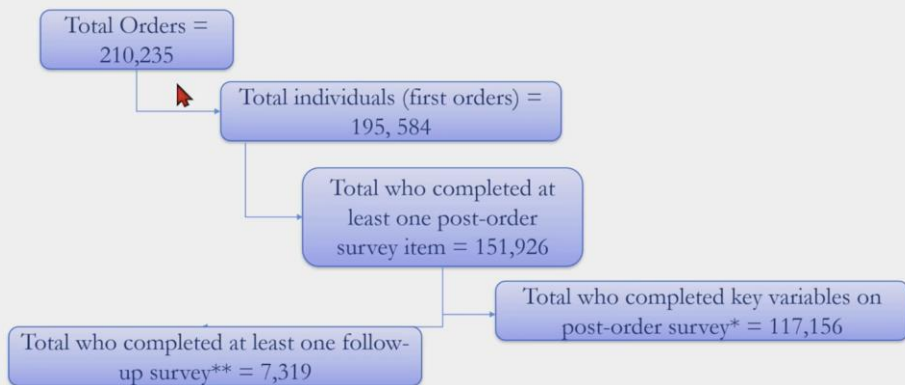 Total Orders =
210,235
Total individuals (first orders) =
195, 584
Total who completed at
least one post-order
survey item = 151,926
Total who completed key variables on
post-order survey* = 117,156
Total who completed at least one follow-
up survey** = 7,319